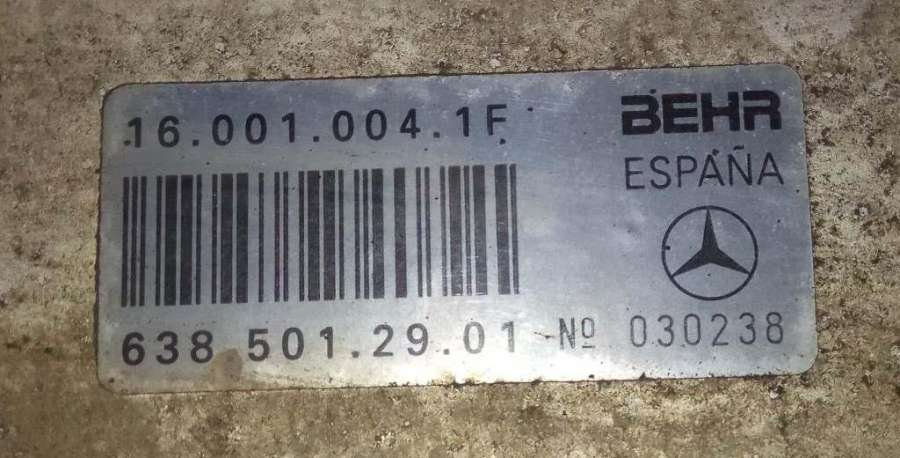 16.001.004.1F
BEHR
ESPAÑA
638 501.29.01
Nº 030238